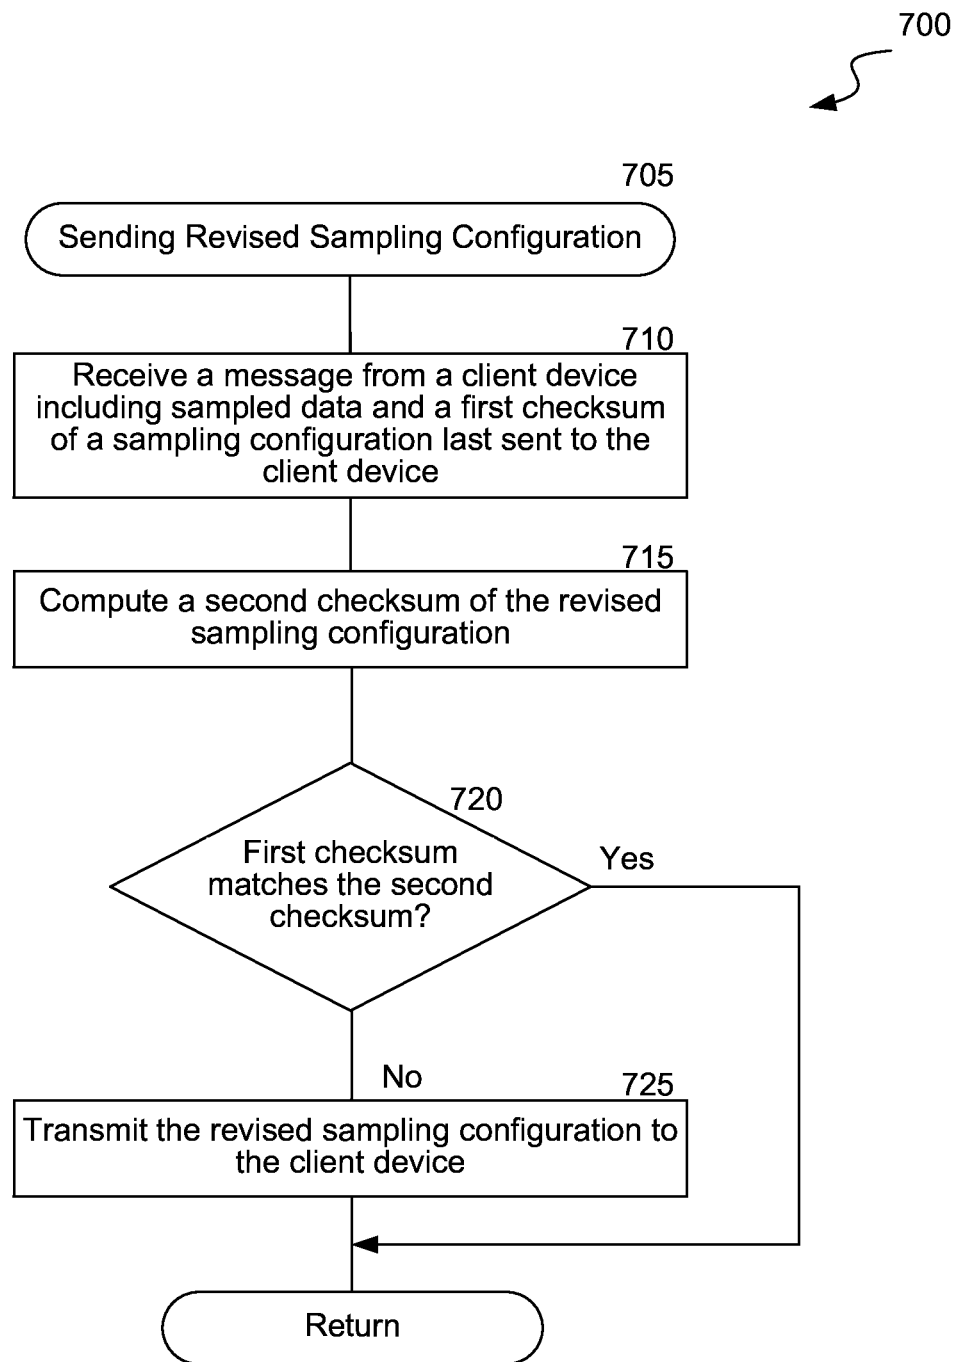 700
705
Sending Revised Sampling Configuration
710
Receive a message from a client device
including sampled data and a first checksum
of a sampling configuration last sent to the
client device
715
Compute a second checksum of the revised
sampling configuration
720
First checksum
matches the second
checksum?
Yes
No
725
Transmit the revised sampling configuration to
the client device
Return